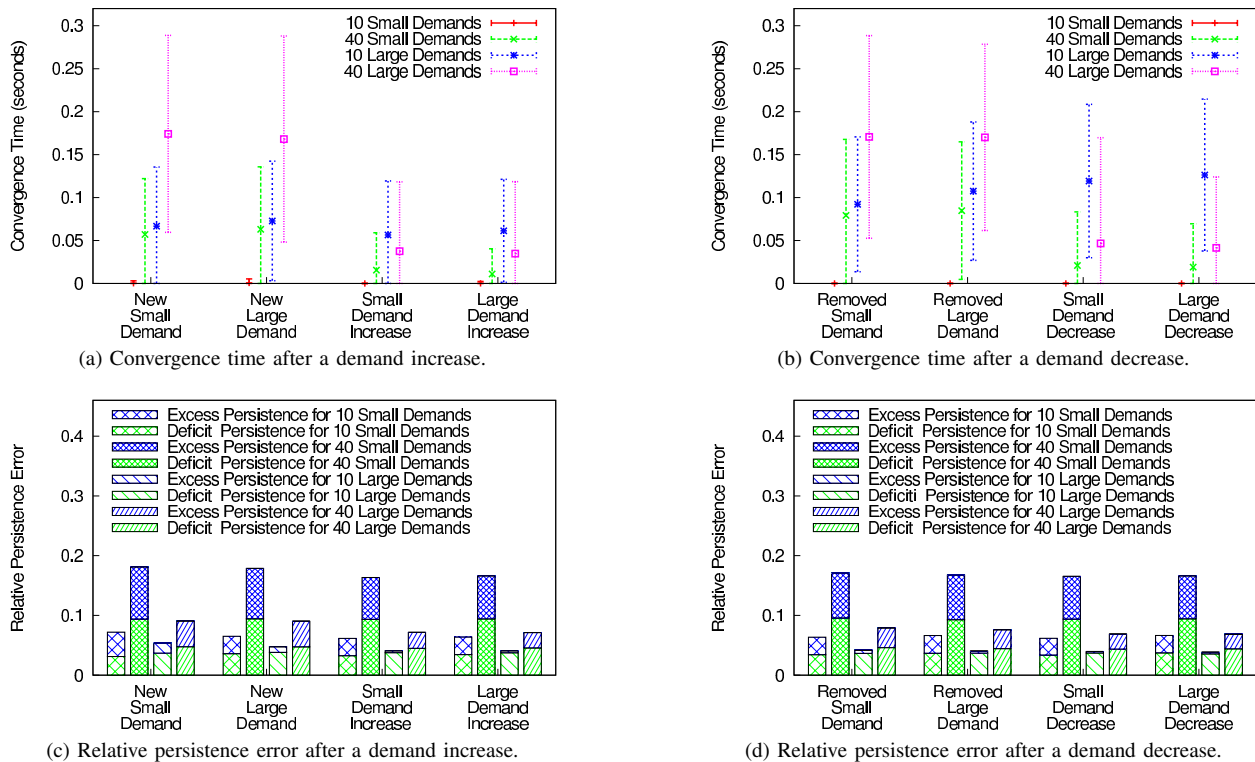 0.3
0.25
0.2
0.15
0.1
0.05
0
Convergence Time (seconds)
10 Small Demands
40 Small Demands
10 Large Demands
40 Large Demands
New
Small
Demand
New
Large
Demand
Small
Demand
Increase
Large
Demand
Increase
(a) Convergence time after a demand increase.
0.3
0.25
0.2
0.15
0.1
0.05
0
Convergence Time (seconds)
10 Small Demands
40 Small Demands
10 Large Demands
40 Large Demands
Removed
Small
Demand
Removed
Large
Demand
Small
Demand
Decrease
Large
Demand
Decrease
(b) Convergence time after a demand decrease.
0.4
0.3
0.2
0.1
0
Relative Persistence Error
Excess Persistence for 10 Small Demands
Deficit Persistence for 10 Small Demands
Excess Persistence for 40 Small Demands
Deficit Persistence for 40 Small Demands
Excess Persistence for 10 Large Demands
Deficit Persistence for 10 Large Demands
Excess Persistence for 40 Large Demands
Deficit Persistence for 40 Large Demands
New
Small
Demand
New
Large
Demand
Small
Demand
Increase
Large
Demand
Increase
(c) Relative persistence error after a demand increase.
0.4
0.3
0.2
0.1
0
Relative Persistence Error
Excess Persistence for 10 Small Demands
Deficit Persistence for 10 Small Demands
Excess Persistence for 40 Small Demands
Deficit Persistence for 40 Small Demands
Excess Persistence for 10 Large Demands
Deficiti Persistence for 10 Large Demands
Excess Persistence for 40 Large Demands
Deficit Persistence for 40 Large Demands
Removed
Small
Demand
Removed
Large
Demand
Small
Demand
Decrease
Large
Demand
Decrease
(d) Relative persistence error after a demand decrease.